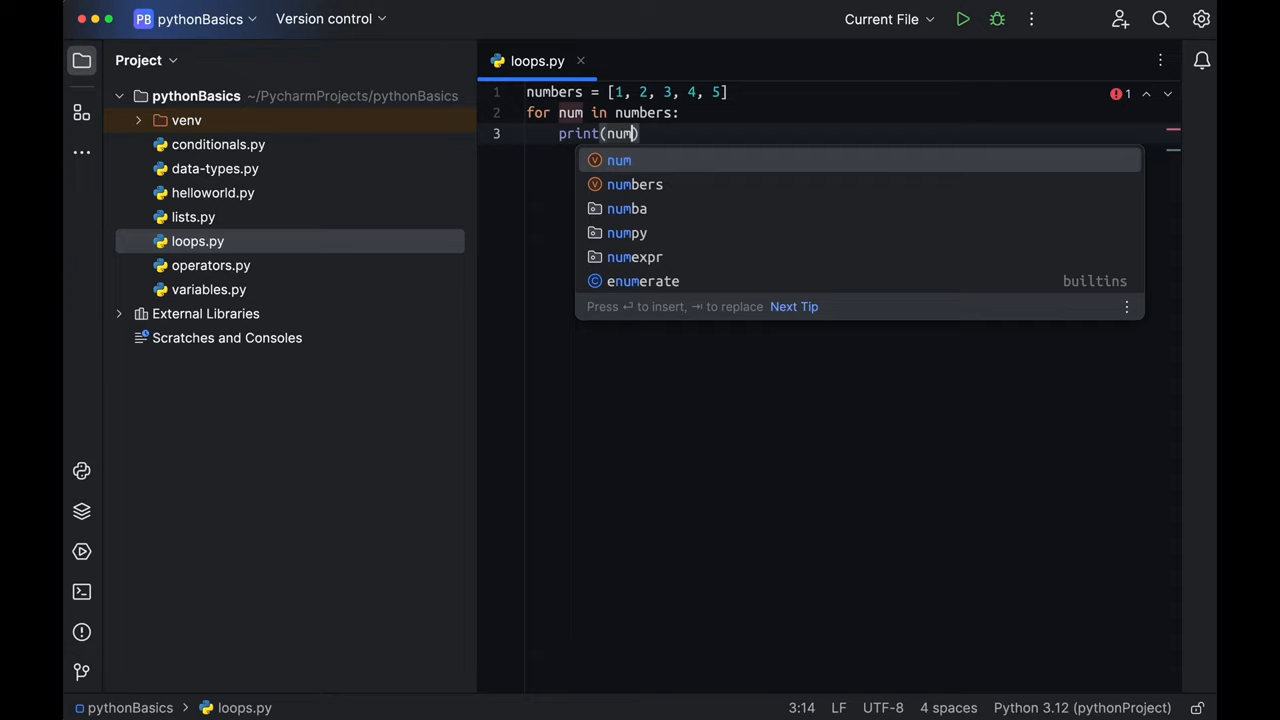 PB pythonBasics Version control Current File
Project
loops.py
pythonBasics ~/PycharmProjects/pythonBasics
venv
conditionals.py
data-types.py
helloworld.py
lists.py
loops.py
operators.py
variables.py
External Libraries
Scratches and Consoles
1 numbers = [1, 2, 3, 4, 5]
2 for num in numbers:
3 print(num)
1
num
numbers
numba
numpy
numexpr
enumerate builtins
Press ⏎ to insert, ⇥ to replace Next Tip
pythonBasics > loops.py 3:14 LF UTF-8 4 spaces Python 3.12 (pythonProject)